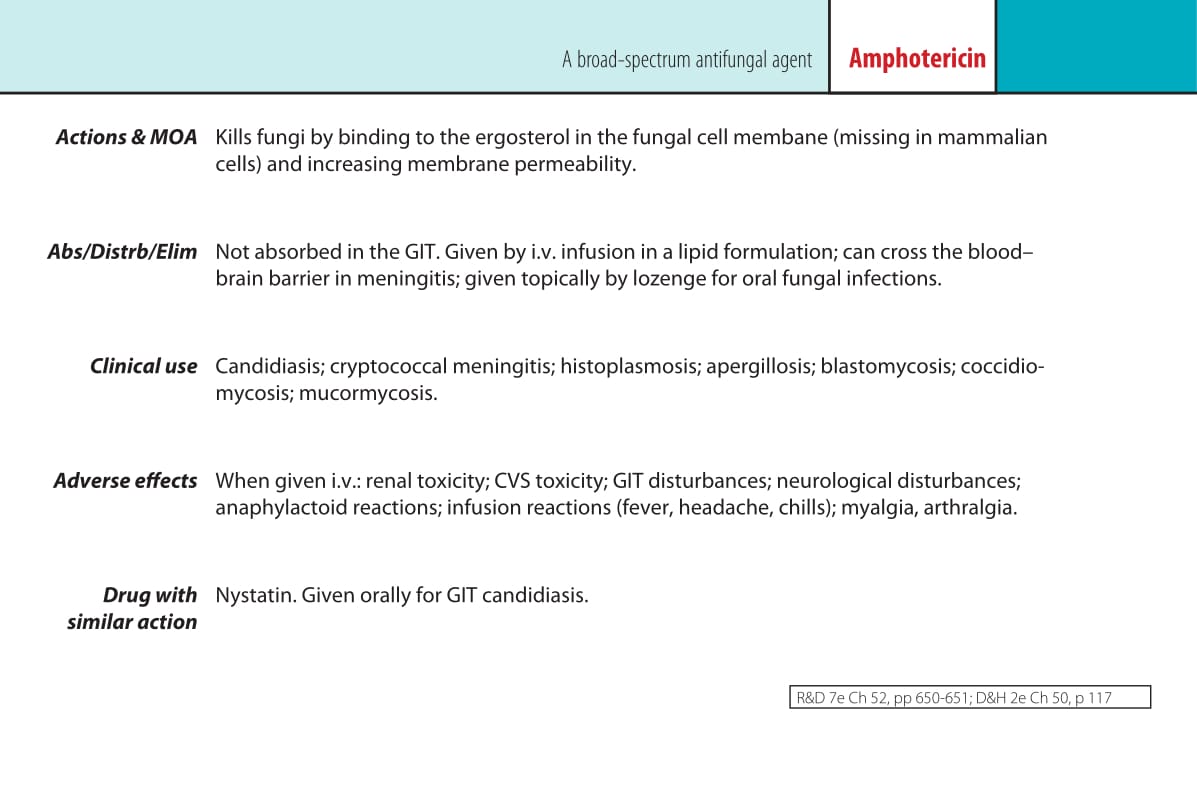 A broad-spectrum antifungal agent Amphotericin
Actions & MOA Kills fungi by binding to the ergosterol in the fungal cell membane (missing in mammalian
cells) and increasing membrane permeability.
Abs/Distrb/Elim Not absorbed in the GIT. Given by i.v. infusion in a lipid formulation; can cross the blood–
brain barrier in meningitis; given topically by lozenge for oral fungal infections.
Clinical use Candidiasis; cryptococcal meningitis; histoplasmosis; apergillosis; blastomycosis; coccidio-
mycosis; mucormycosis.
Adverse effects When given i.v.: renal toxicity; CVS toxicity; GIT disturbances; neurological disturbances;
anaphylactoid reactions; infusion reactions (fever, headache, chills); myalgia, arthralgia.
Drug with Nystatin. Given orally for GIT candidiasis.
similar action
R&D 7e Ch 52, pp 650-651; D&H 2e Ch 50, p 117